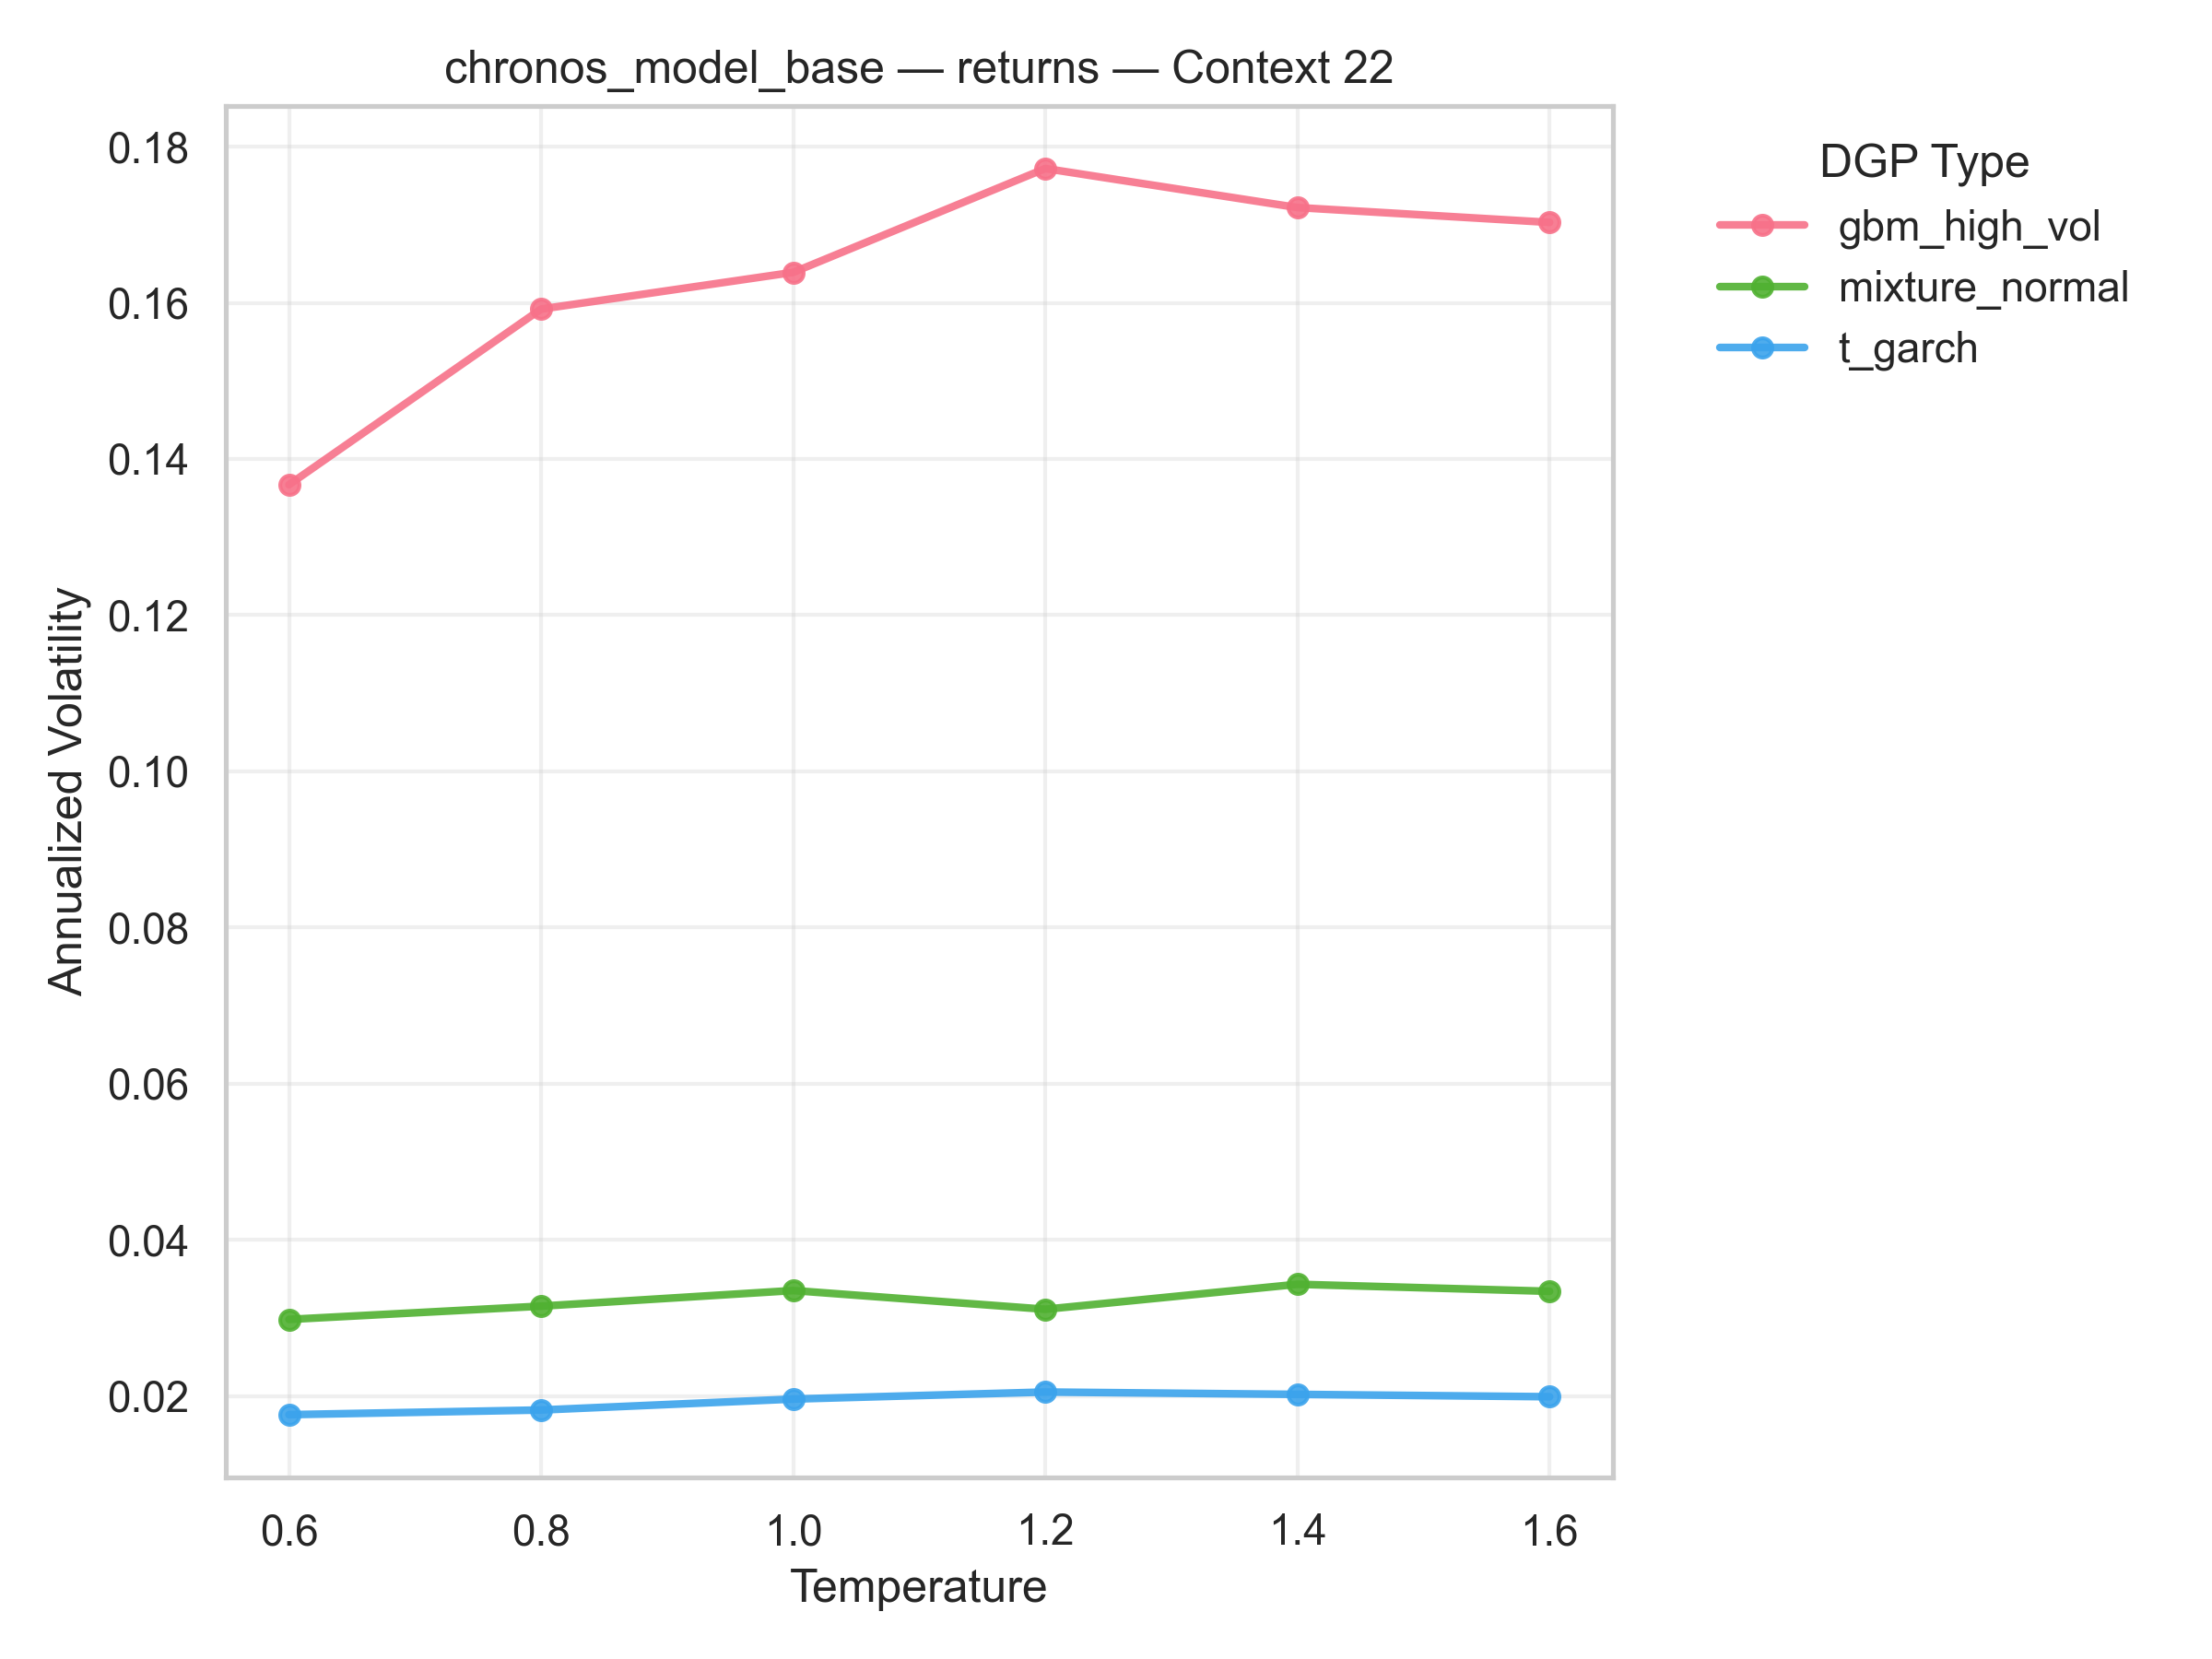 chronos_model_base — returns — Context 22
0.18
0.16
0.14
0.12
0.10
0.08
0.06
0.04
0.02
Annualized Volatility
0.6 0.8 1.0 1.2 1.4 1.6
Temperature
DGP Type
gbm_high_vol
mixture_normal
t_garch